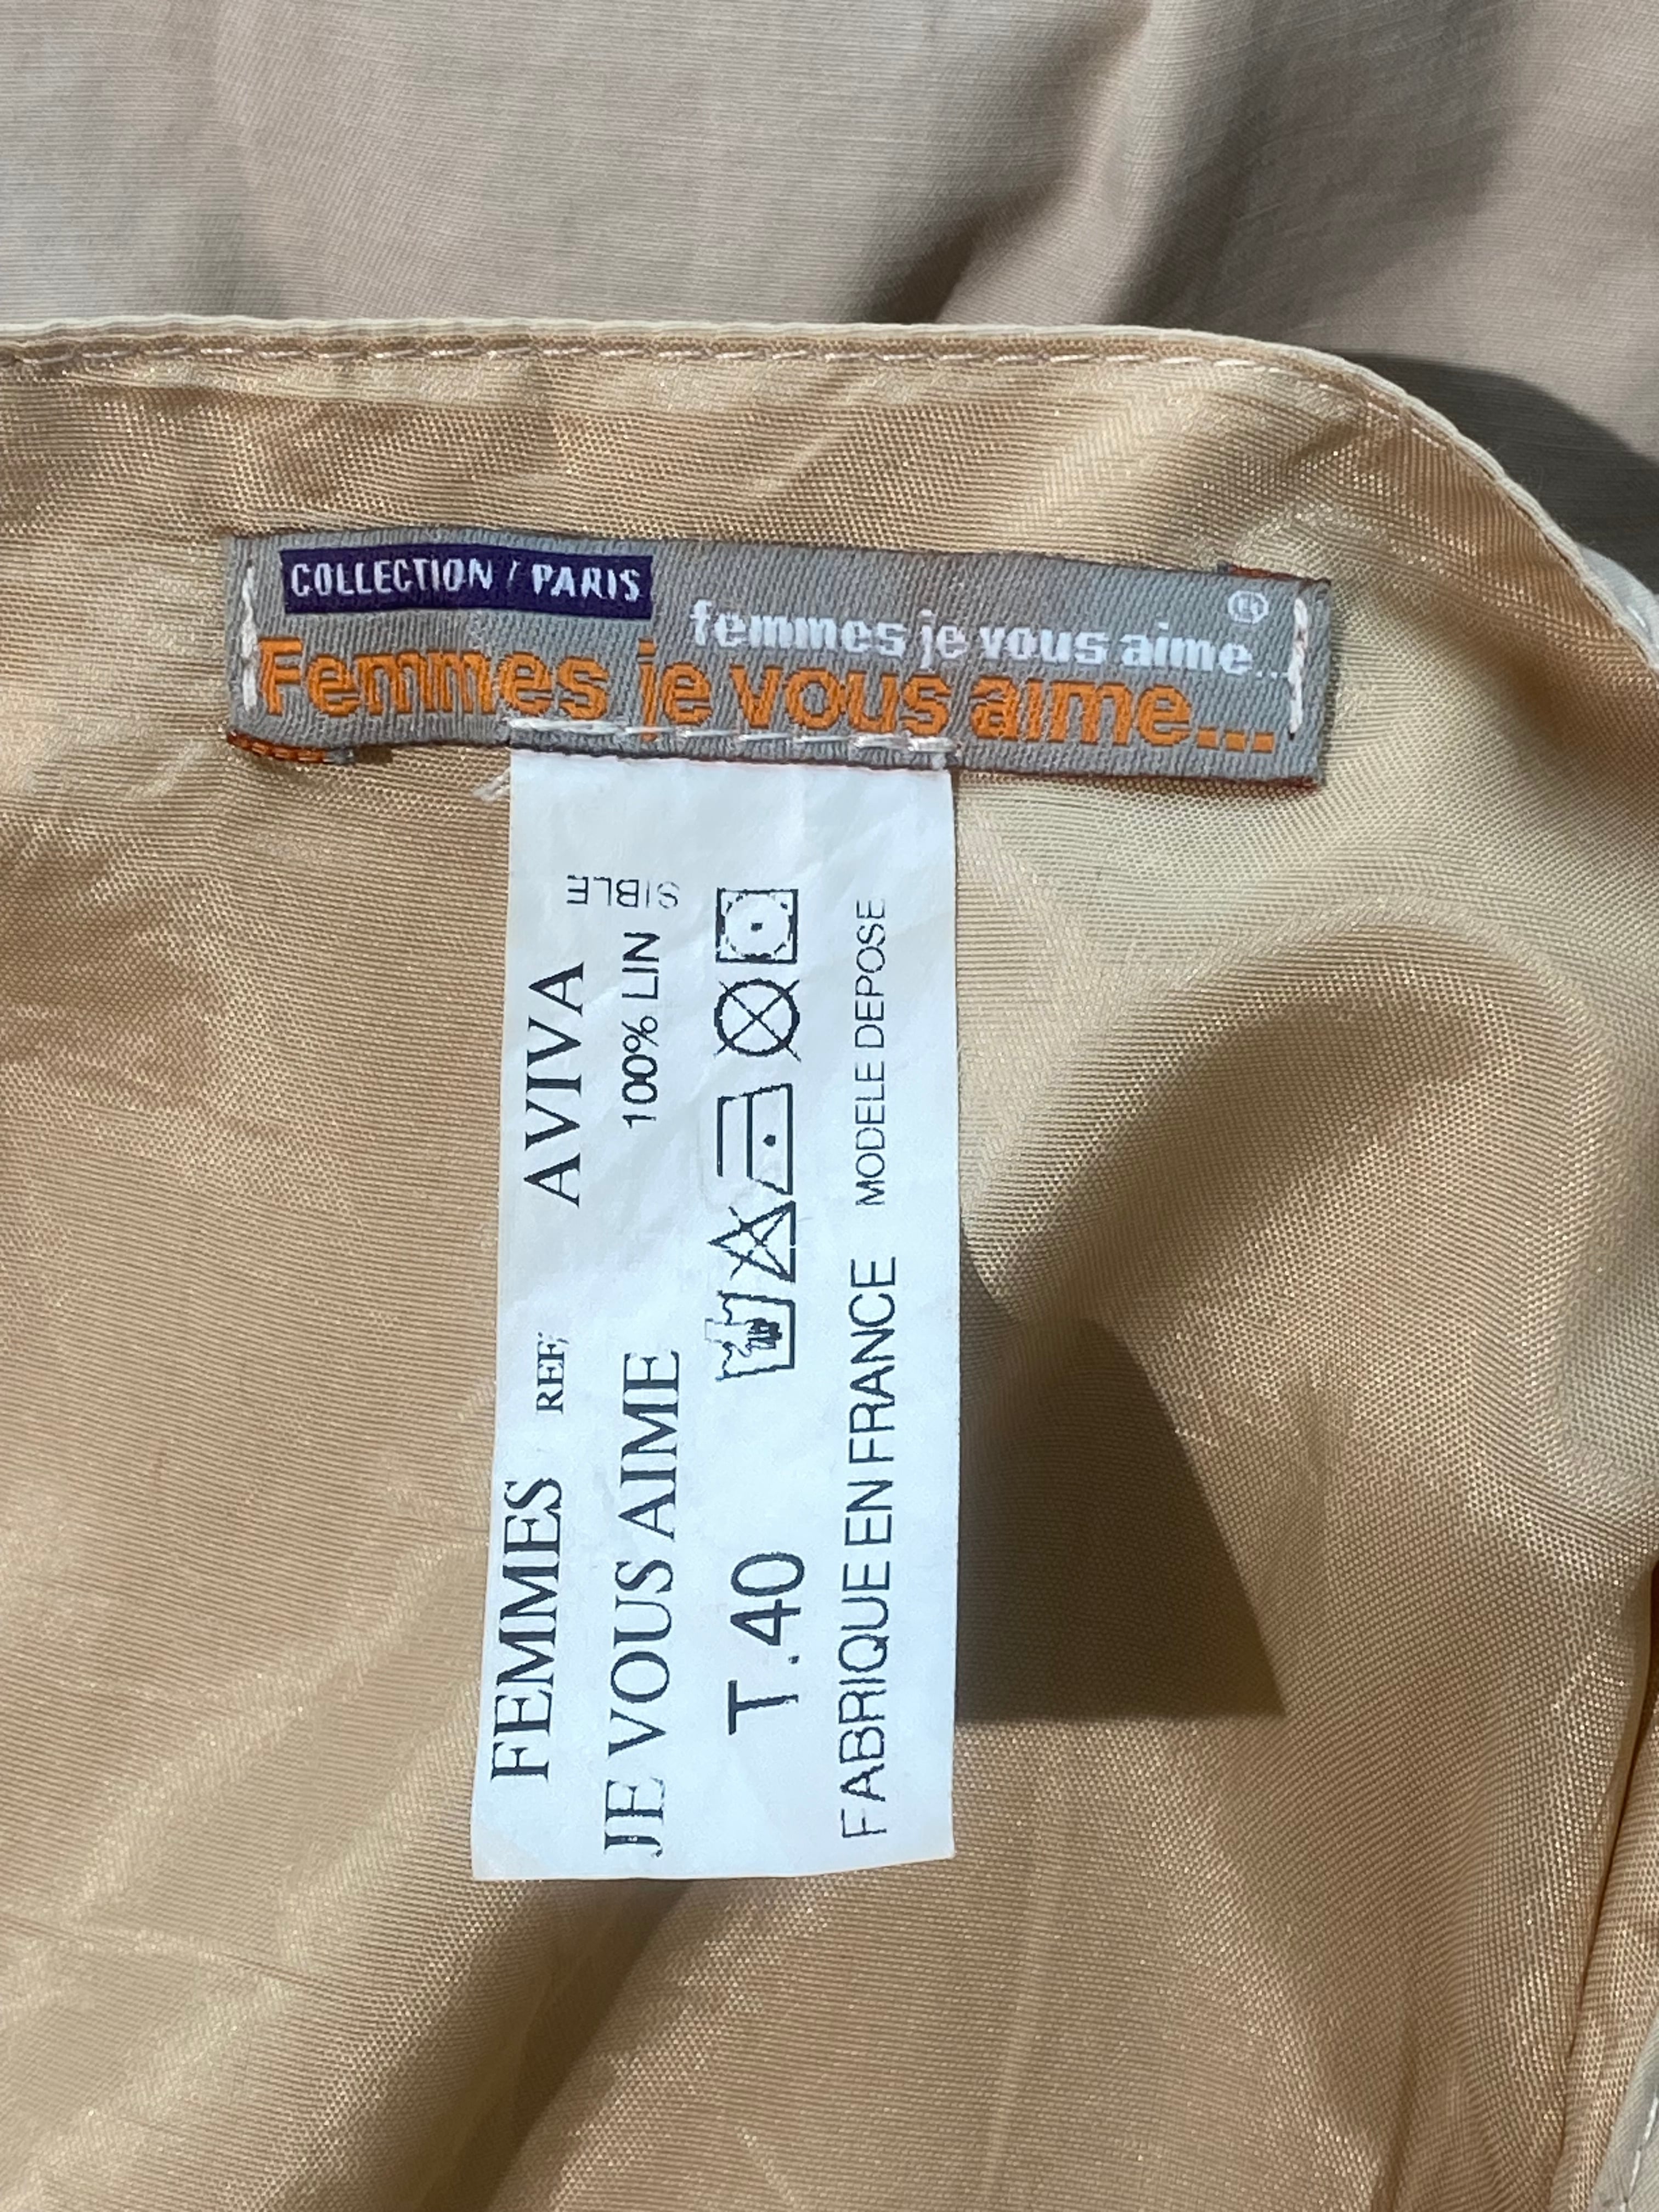 COLLECTION / PARIS
femmes je vous aime...
Femmes je vous aime...
FEMMES REF; AVIVA
JE VOUS AIME 100% LIN
SIBLE
T.40
FABRIQUE EN FRANCE MODELE DEPOSE